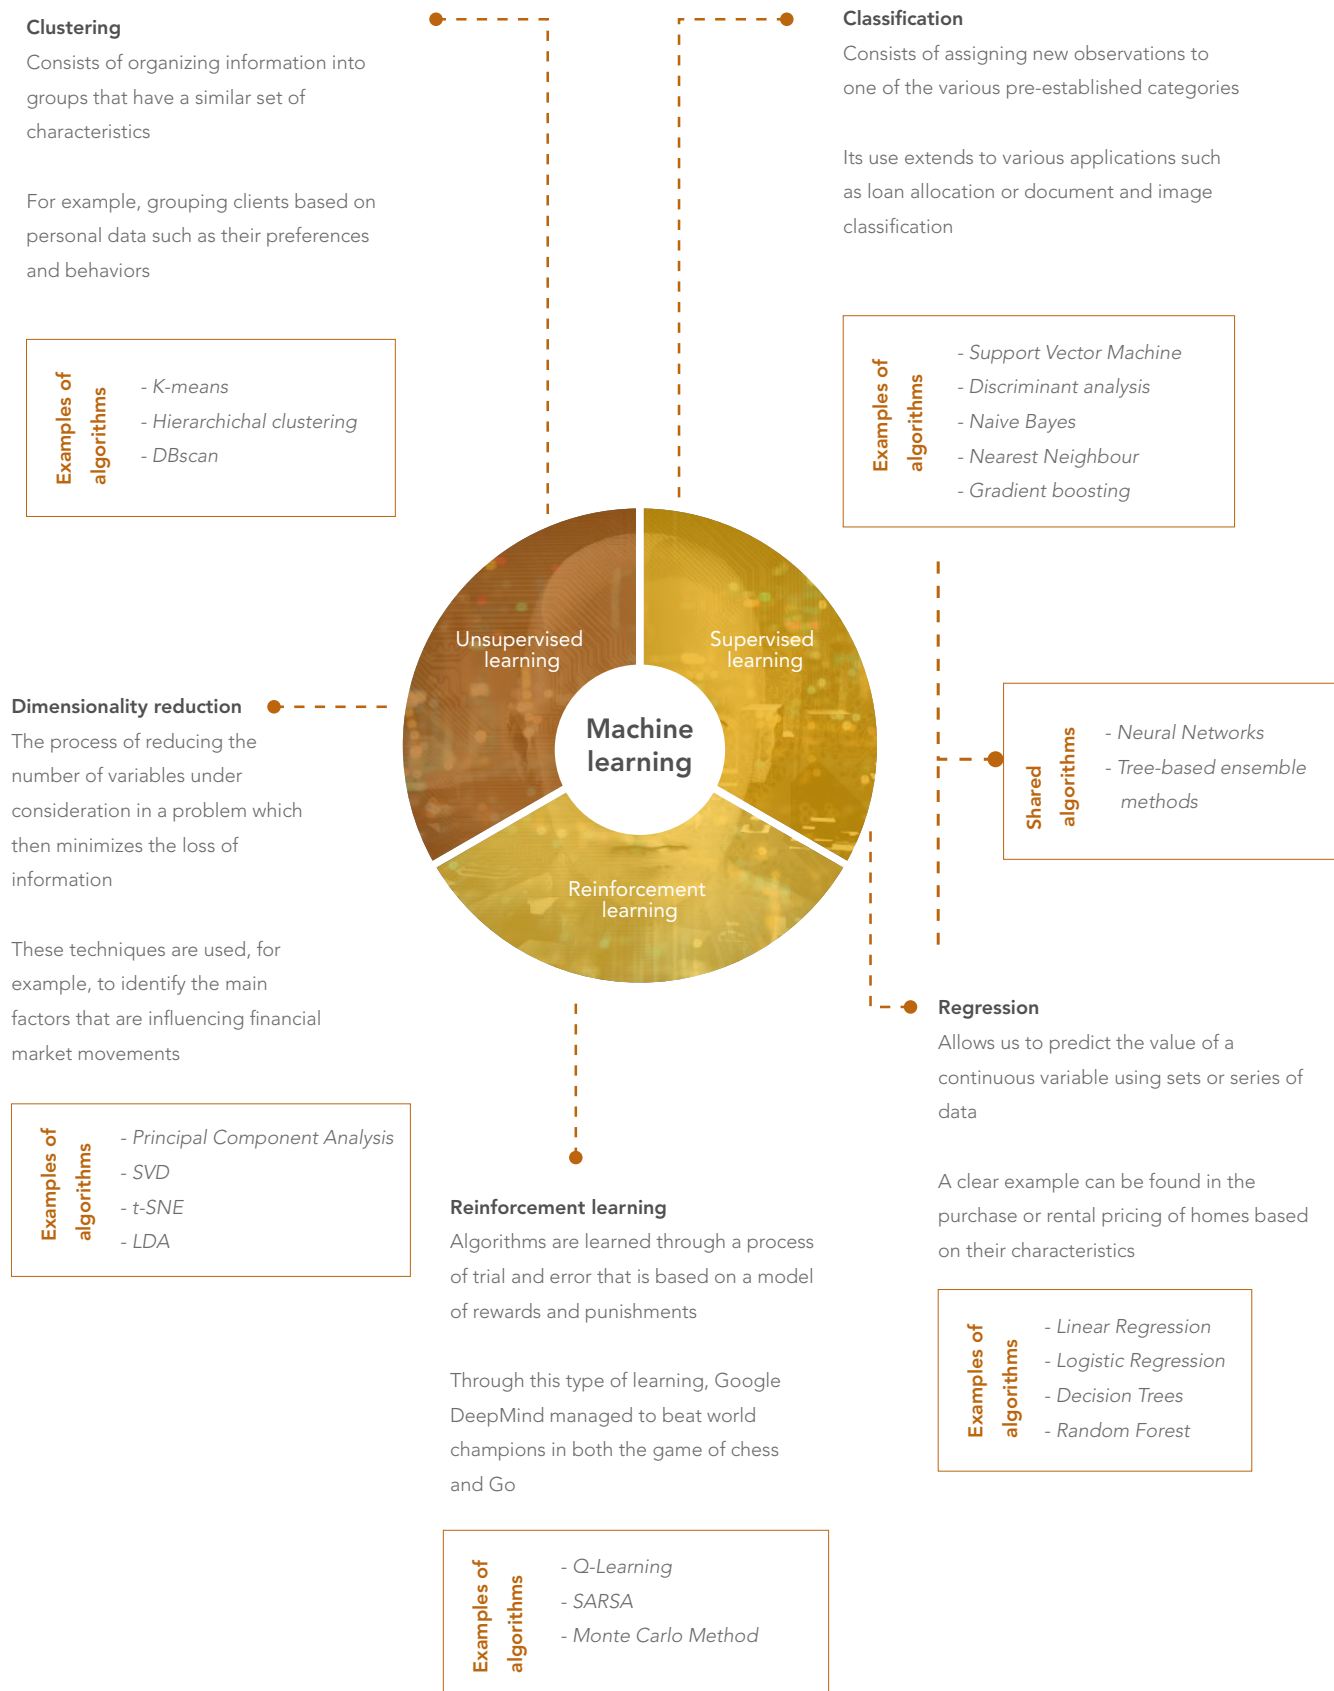 Clustering
Consists of organizing information into
groups that have a similar set of
characteristics
For example, grouping clients based on
personal data such as their preferences
and behaviors
Examples of
algorithms
- K-means
- Hierarchichal clustering
- DBscan
Classification
Consists of assigning new observations to
one of the various pre-established categories
Its use extends to various applications such
as loan allocation or document and image
classification
Examples of
algorithms
- Support Vector Machine
- Discriminant analysis
- Naive Bayes
- Nearest Neighbour
- Gradient boosting
Unsupervised
learning
Supervised
learning
Machine
learning
Reinforcement
learning
Shared
algorithms
- Neural Networks
- Tree-based ensemble
methods
Dimensionality reduction
The process of reducing the
number of variables under
consideration in a problem which
then minimizes the loss of
information
These techniques are used, for
example, to identify the main
factors that are influencing financial
market movements
Examples of
algorithms
- Principal Component Analysis
- SVD
- t-SNE
- LDA
Regression
Allows us to predict the value of a
continuous variable using sets or series of
data
A clear example can be found in the
purchase or rental pricing of homes based
on their characteristics
Examples of
algorithms
- Linear Regression
- Logistic Regression
- Decision Trees
- Random Forest
Reinforcement learning
Algorithms are learned through a process
of trial and error that is based on a model
of rewards and punishments
Through this type of learning, Google
DeepMind managed to beat world
champions in both the game of chess
and Go
Examples of
algorithms
- Q-Learning
- SARSA
- Monte Carlo Method